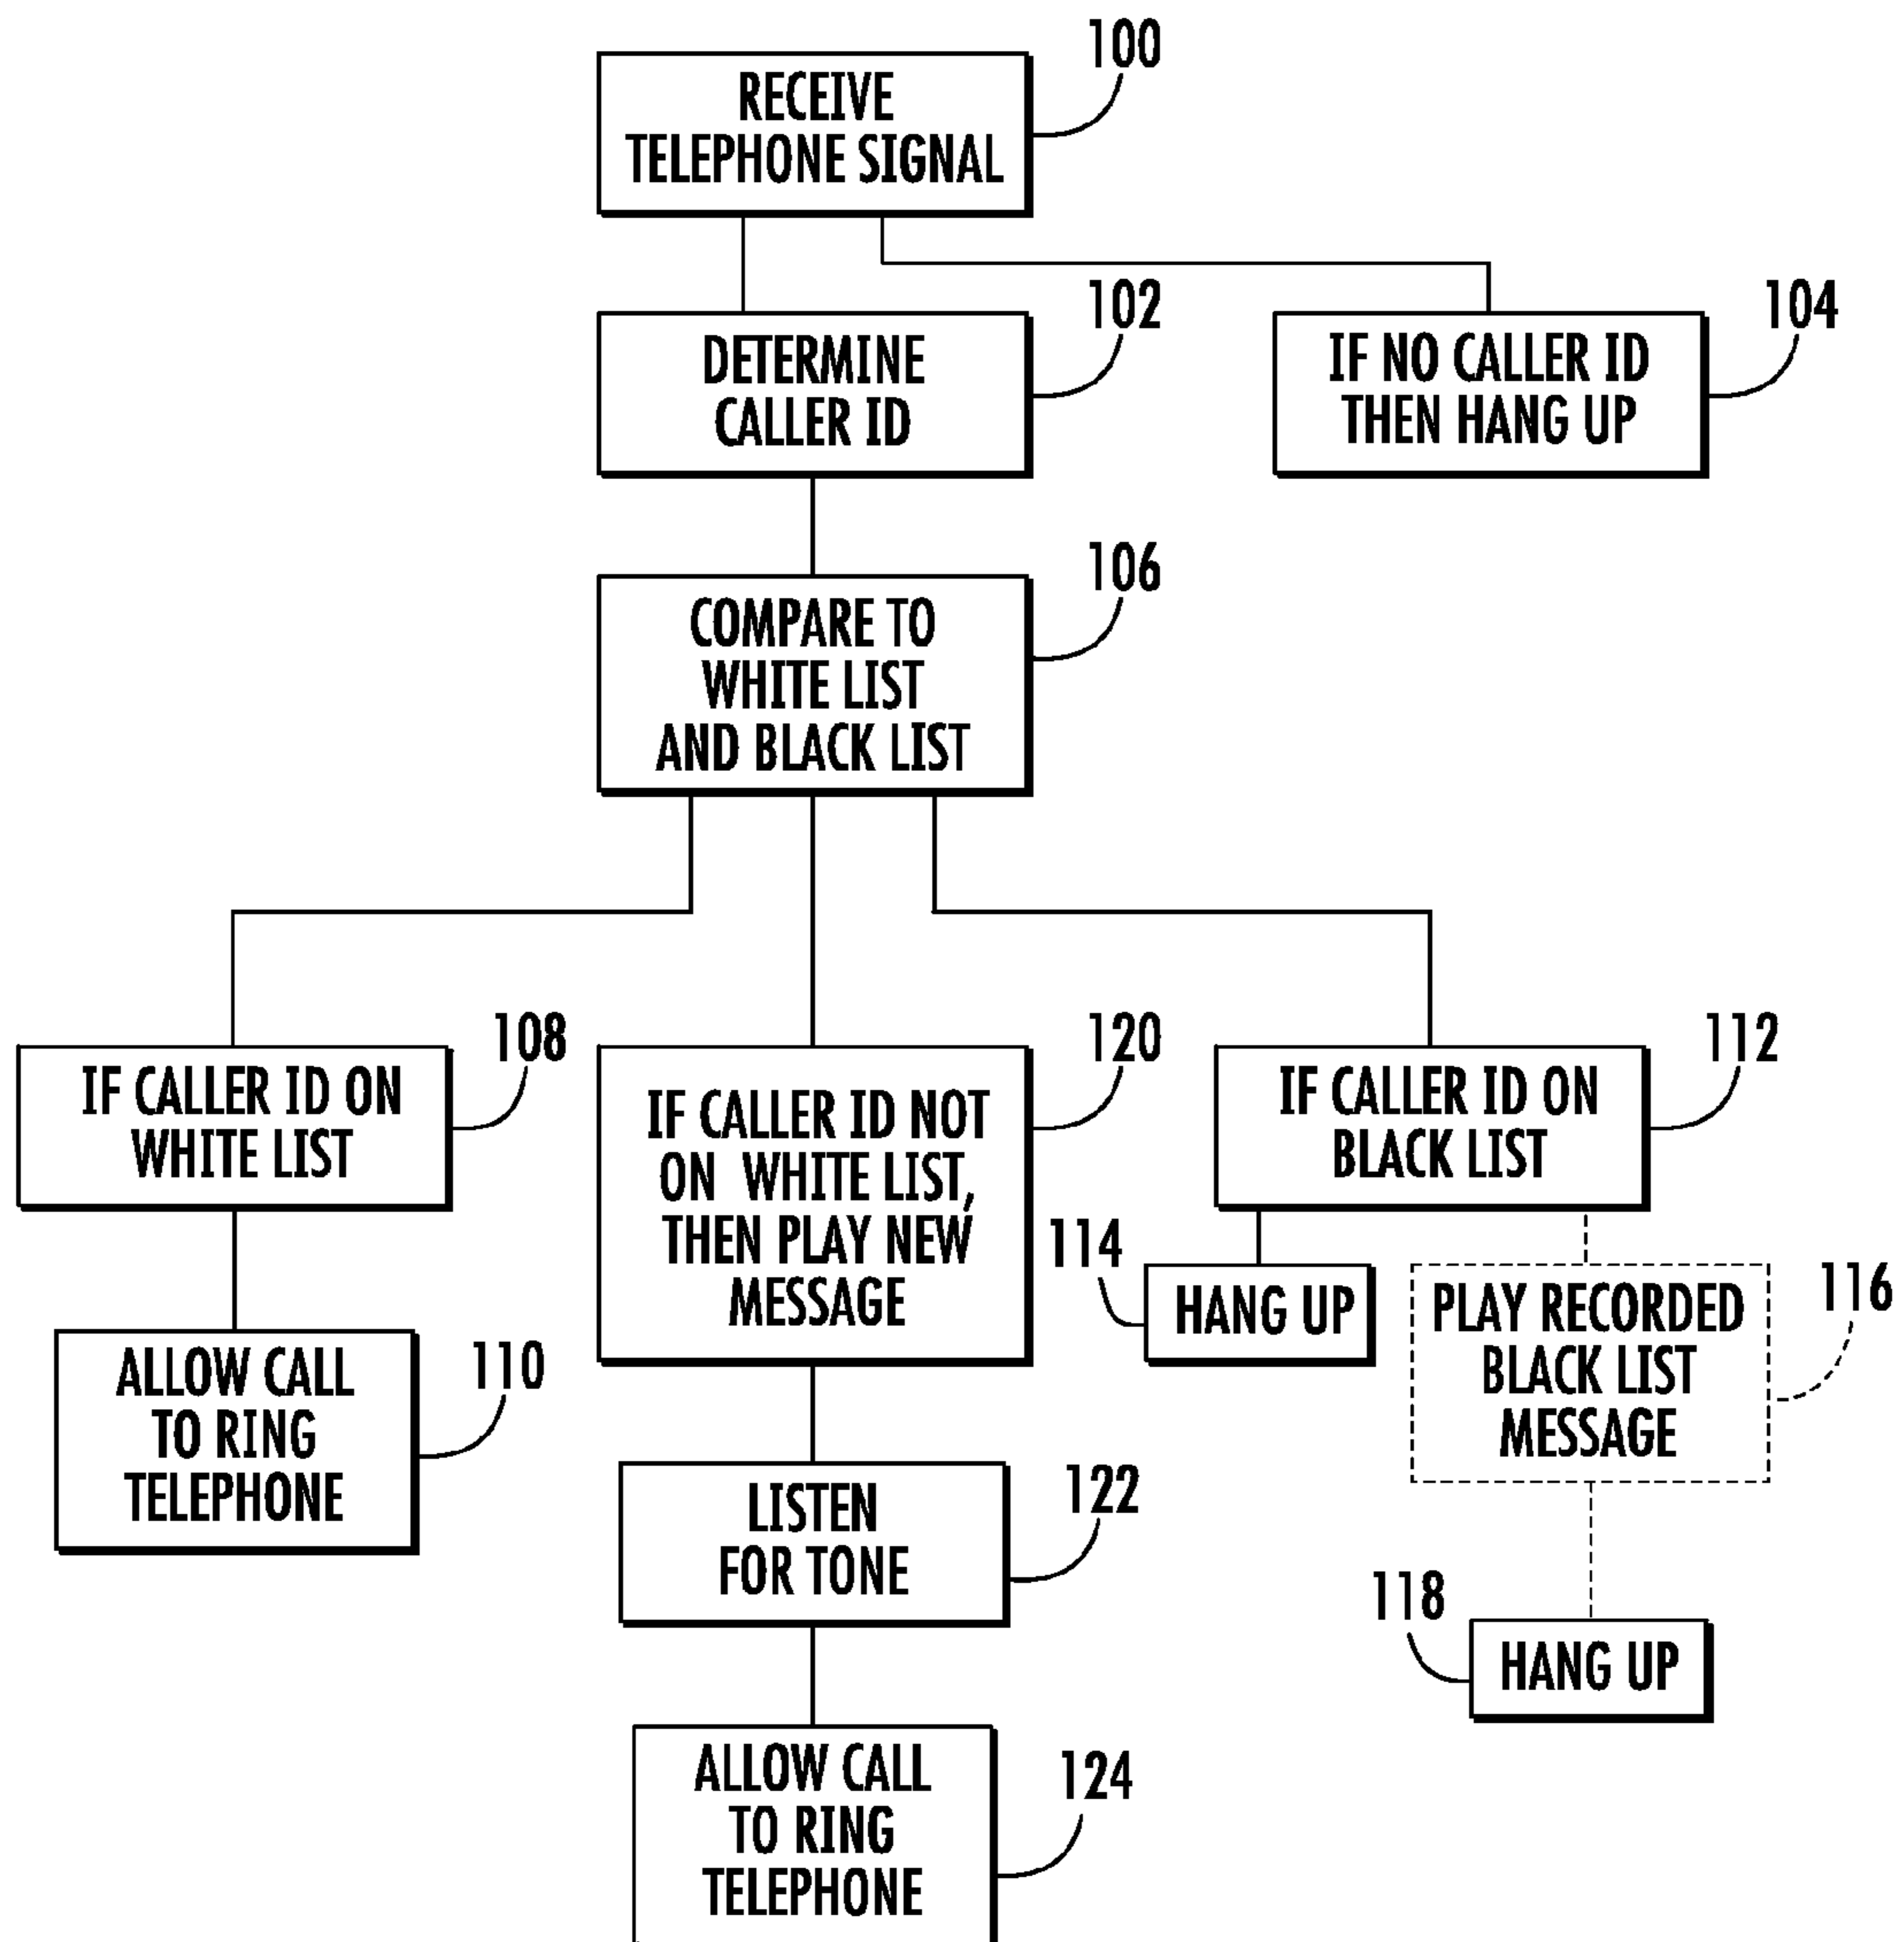 100
RECEIVE
TELEPHONE SIGNAL
102
DETERMINE
CALLER ID
104
IF NO CALLER ID
THEN HANG UP
106
COMPARE TO
WHITE LIST
AND BLACK LIST
108
IF CALLER ID ON
WHITE LIST
110
ALLOW CALL
TO RING
TELEPHONE
120
IF CALLER ID NOT
ON WHITE LIST,
THEN PLAY NEW
MESSAGE
122
LISTEN
FOR TONE
124
ALLOW CALL
TO RING
TELEPHONE
112
IF CALLER ID ON
BLACK LIST
114
HANG UP
116
PLAY RECORDED
BLACK LIST
MESSAGE
118
HANG UP